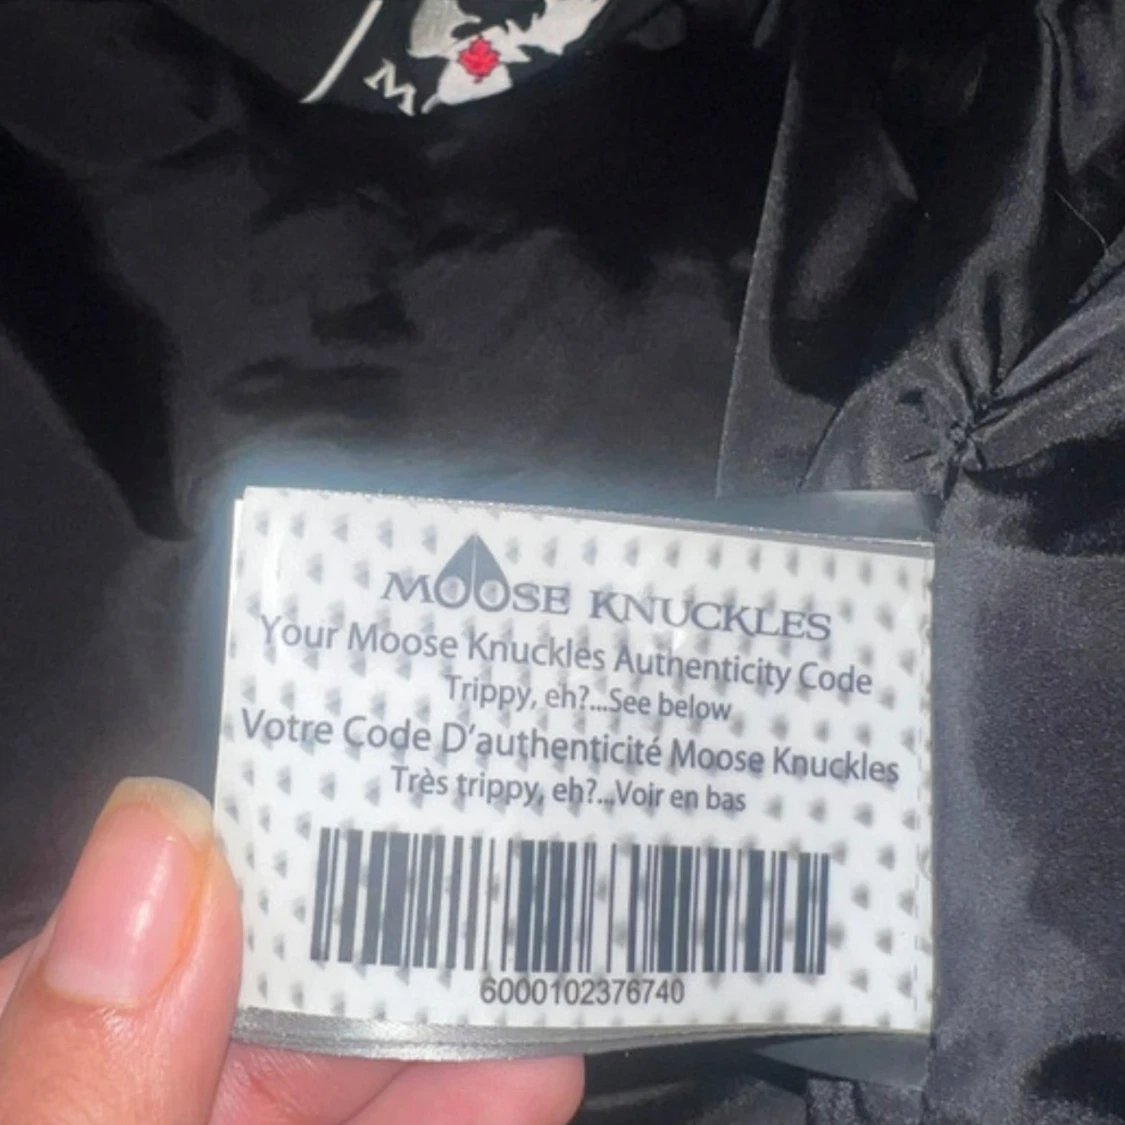 M
MOOSE KNUCKLES
Your Moose Knuckles Authenticity Code
Trippy, eh?...See below
Votre Code D'authenticité Moose Knuckles
Très trippy, eh?...Voir en bas
6000102376740